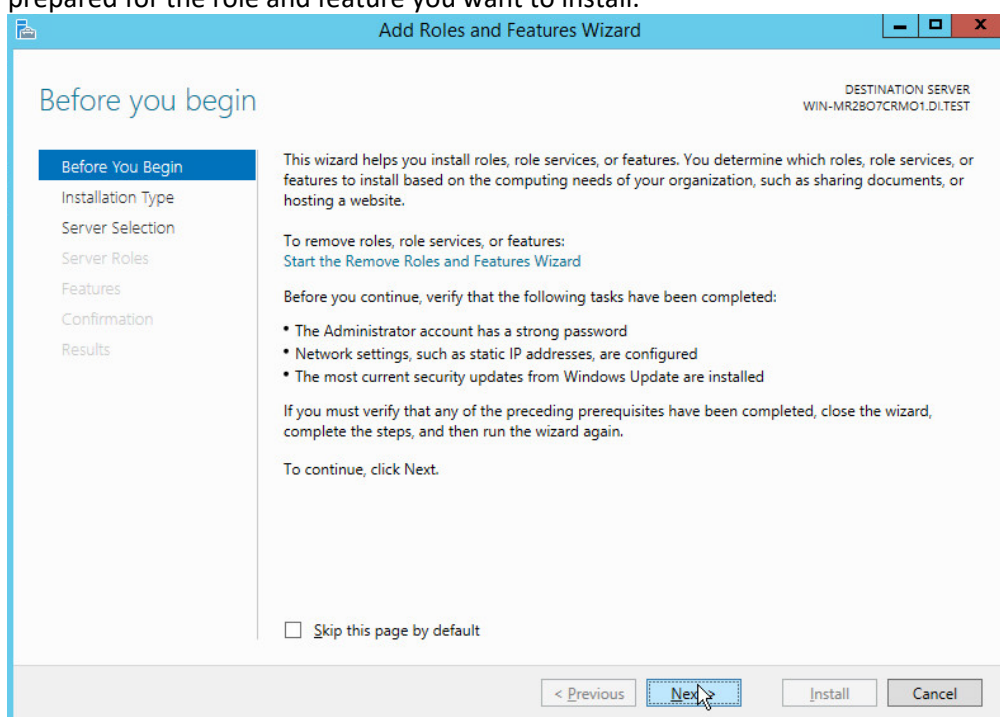 prepared for the role and feature you want to install.
Add Roles and Features Wizard
Before you begin
DESTINATION SERVER
WIN-MR2BO7CRMO1.DI.TEST
Before You Begin
Installation Type
Server Selection
Server Roles
Features
Confirmation
Results
This wizard helps you install roles, role services, or features. You determine which roles, role services, or
features to install based on the computing needs of your organization, such as sharing documents, or
hosting a website.
To remove roles, role services, or features:
Start the Remove Roles and Features Wizard
Before you continue, verify that the following tasks have been completed:
• The Administrator account has a strong password
• Network settings, such as static IP addresses, are configured
• The most current security updates from Windows Update are installed
If you must verify that any of the preceding prerequisites have been completed, close the wizard,
complete the steps, and then run the wizard again.
To continue, click Next.
Skip this page by default
< Previous
Next >
Install
Cancel